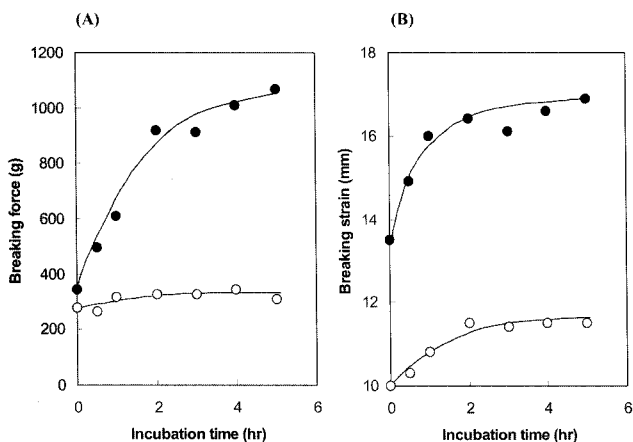 (A)
(B)
1200
1000
800
600
400
200
0
Breaking force (g)
0 2 4 6
Incubation time (hr)
18
16
14
12
10
Breaking strain (mm)
0 2 4 6
Incubation time (hr)